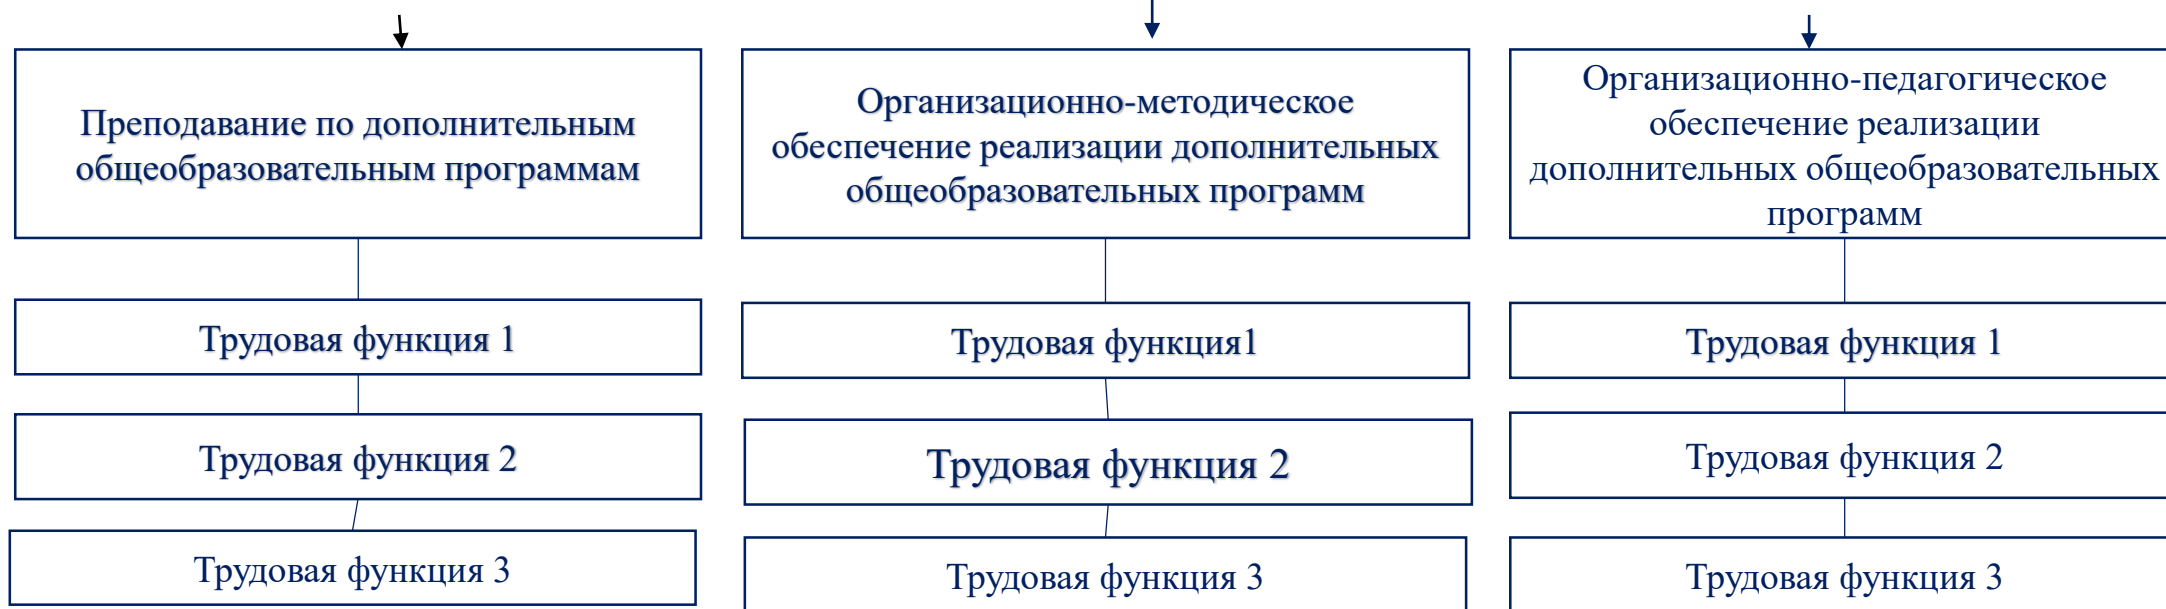 Преподавание по дополнительным
общеобразовательным программам
Организационно-методическое
обеспечение реализации дополнительных
общеобразовательных программ
Организационно-педагогическое
обеспечение реализации
дополнительных общеобразовательных
программ
Трудовая функция 1
Трудовая функция1
Трудовая функция 1
Трудовая функция 2
Трудовая функция 2
Трудовая функция 2
Трудовая функция 3
Трудовая функция 3
Трудовая функция 3